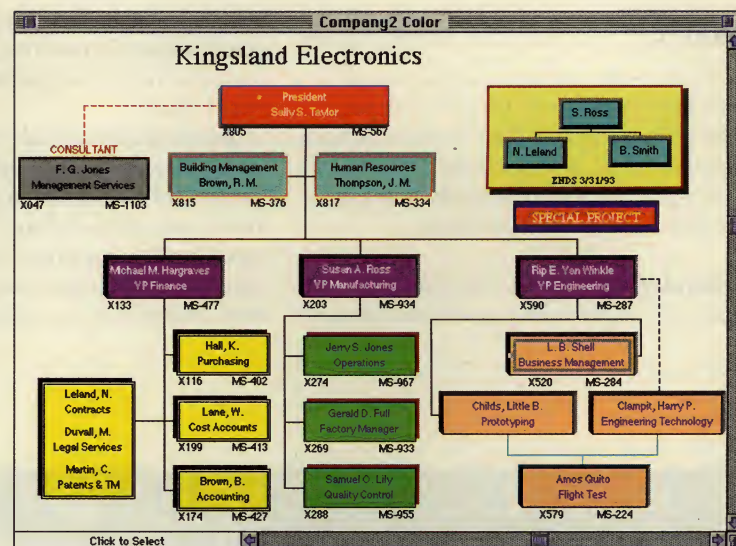 Company2 Color
Kingsland Electronics
President
Sally S. Taylor
X805 MS-567
CONSULTANT
F. G. Jones
Management Services
X047 MS-1103
Building Management
Brown, R. M.
X815 MS-376
Human Resources
Thompson, J. M.
X817 MS-334
S. Ross
N. Leland
B. Smith
ENDS 3/31/93
SPECIAL PROJECT
Michael M. Hargraves
VP Finance
X133 MS-477
Susan A. Ross
VP Manufacturing
X203 MS-934
Rip E. Van Winkle
VP Engineering
X590 MS-287
Hall, K.
Purchasing
X116 MS-402
Jerry S. Jones
Operations
X274 MS-967
L. B. Shell
Business Management
X520 MS-284
Leland, N.
Contracts
Duvall, M.
Legal Services
Martin, C.
Patents & TM
Lane, W.
Cost Accounts
X199 MS-413
Gerald D. Full
Factory Manager
X269 MS-933
Childs, Little B.
Prototyping
Clampit, Harry P.
Engineering Technology
Brown, B.
Accounting
X174 MS-427
Samuel O. Lily
Quality Control
X288 MS-955
Amos Quito
Flight Test
X579 MS-224
Click to Select